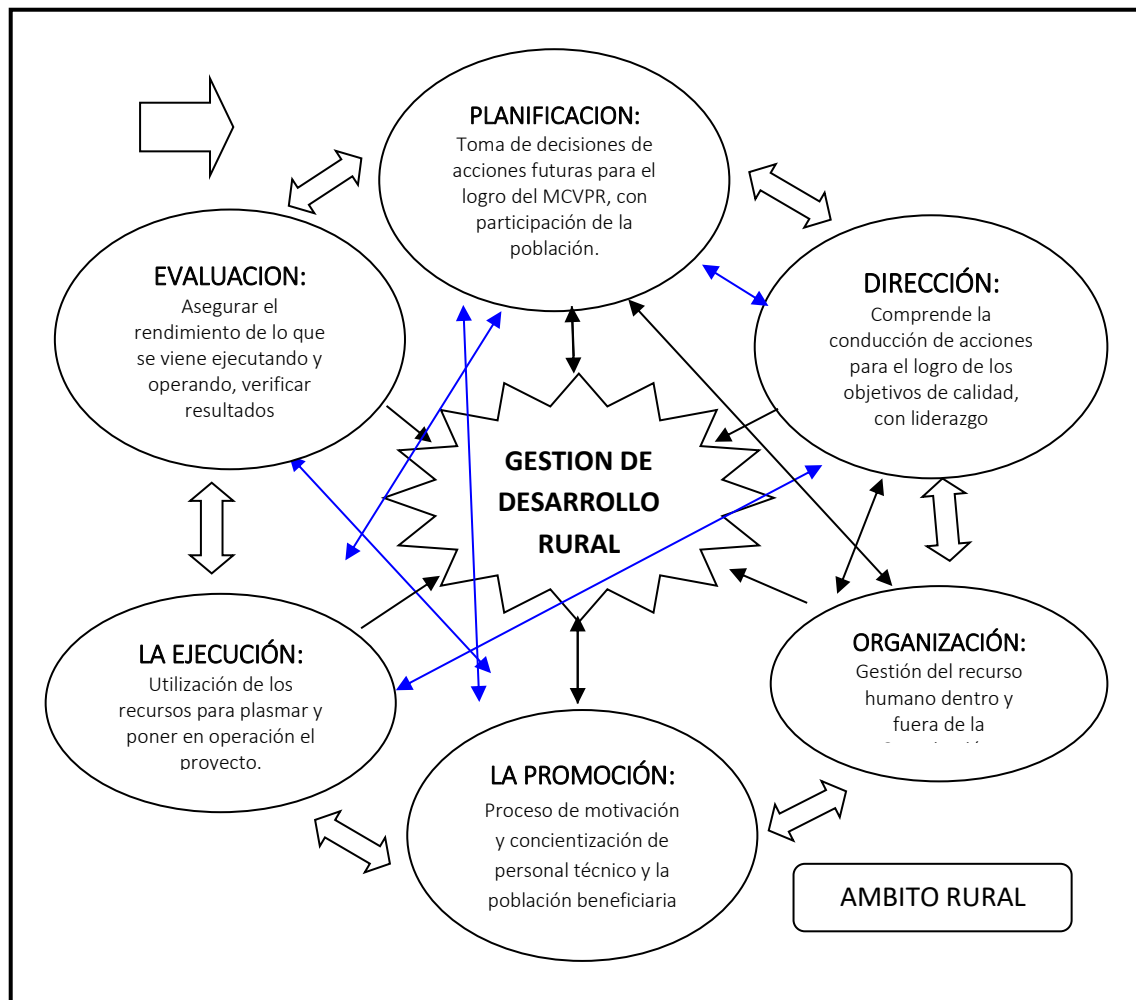 PLANIFICACION:
Toma de decisiones de
acciones futuras para el
logro del MCVPR, con
participación de la
población.
EVALUACION:
Asegurar el
rendimiento de lo que
se viene ejecutando y
operando, verificar
resultados
DIRECCIÓN:
Comprende la
conducción de acciones
para el logro de los
objetivos de calidad,
con liderazgo
GESTION DE
DESARROLLO
RURAL
LA EJECUCIÓN:
Utilización de los
recursos para plasmar y
poner en operación el
proyecto.
ORGANIZACIÓN:
Gestión del recurso
humano dentro y
fuera de la
LA PROMOCIÓN:
Proceso de motivación
y concientización de
personal técnico y la
población beneficiaria
AMBITO RURAL